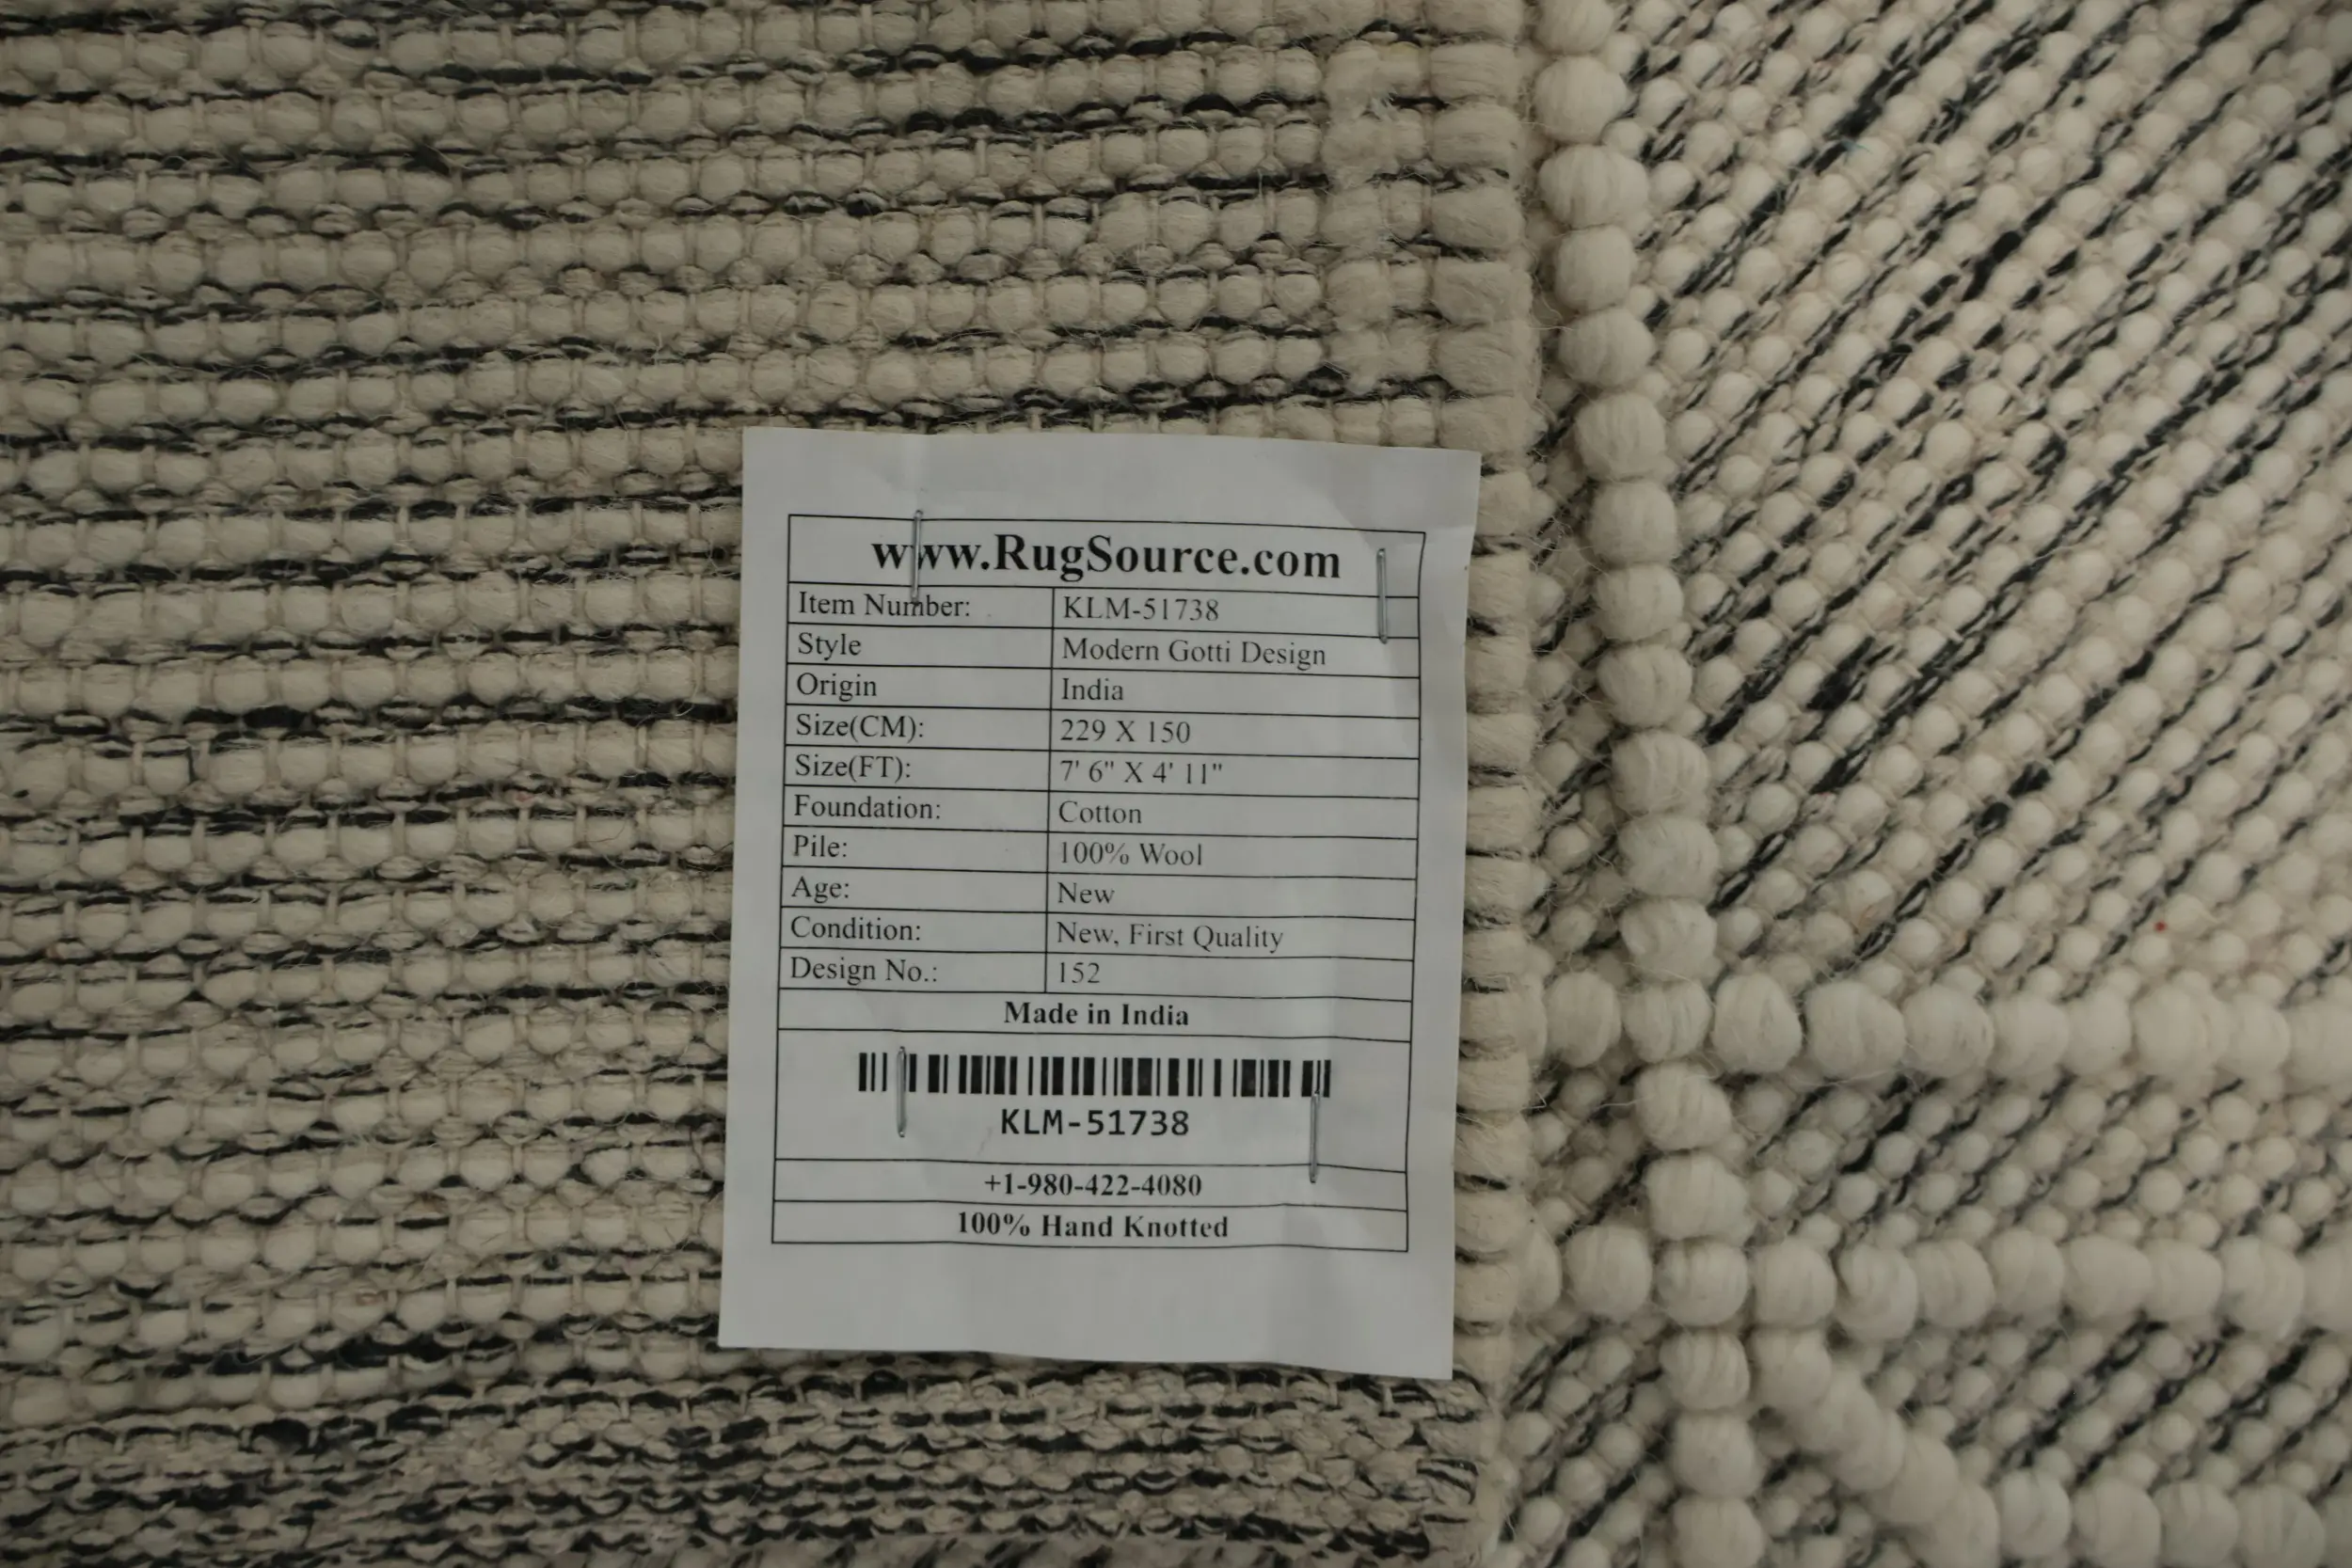 www.RugSource.com
Item Number: KLM-51738
Style Modern Gotti Design
Origin India
Size(CM): 229 X 150
Size(FT): 7' 6" X 4' 11"
Foundation: Cotton
Pile: 100% Wool
Age: New
Condition: New, First Quality
Design No.: 152
Made in India
KLM-51738
+1-980-422-4080
100% Hand Knotted